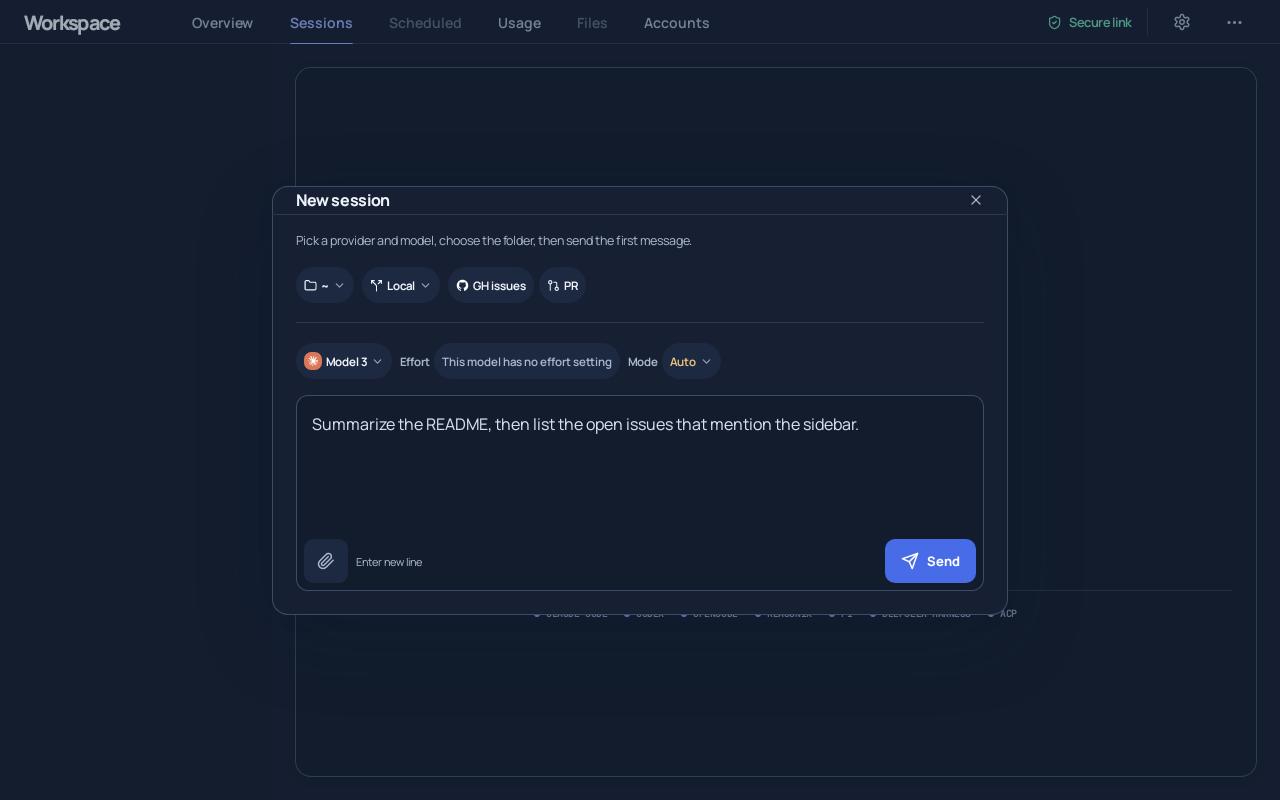 Workspace
Overview Sessions Scheduled Usage Files Accounts
Secure link
New session
Pick a provider and model, choose the folder, then send the first message.
~ Local GH issues PR
Model 3 Effort This model has no effort setting Mode Auto
Summarize the README, then list the open issues that mention the sidebar.
Enter new line
Send
ACP